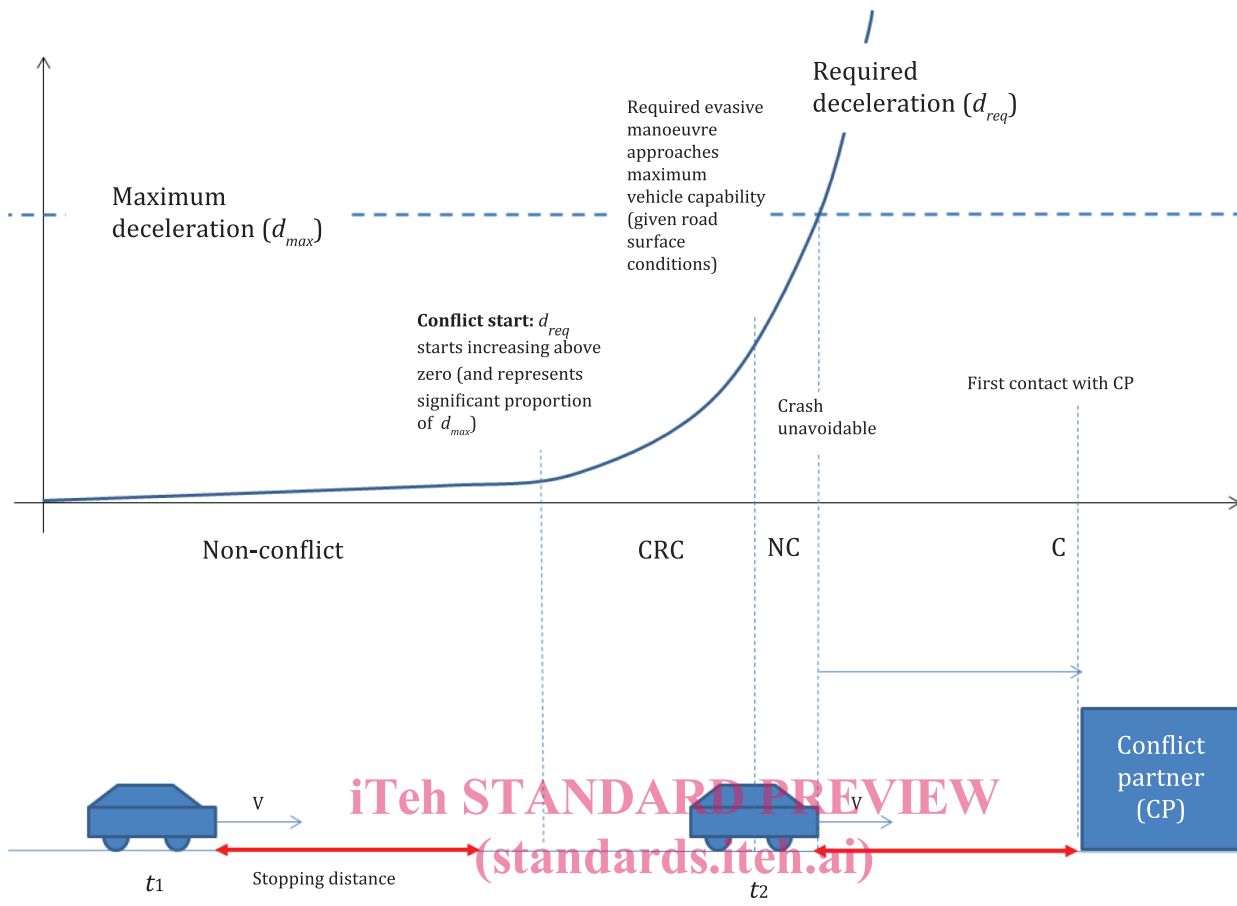 Required
deceleration (d_req)
Required evasive
manoeuvre
approaches
maximum
vehicle capability
(given road
surface
conditions)
Maximum
deceleration (d_max)
Conflict start: d_req
starts increasing above
zero (and represents
significant proportion
of d_max)
First contact with CP
Crash
unavoidable
Non-conflict
CRC
NC
C
Conflict
partner
(CP)
v
v
iTeh STANDARD PREVIEW
(standards.iteh.ai)
t1
Stopping distance
t2